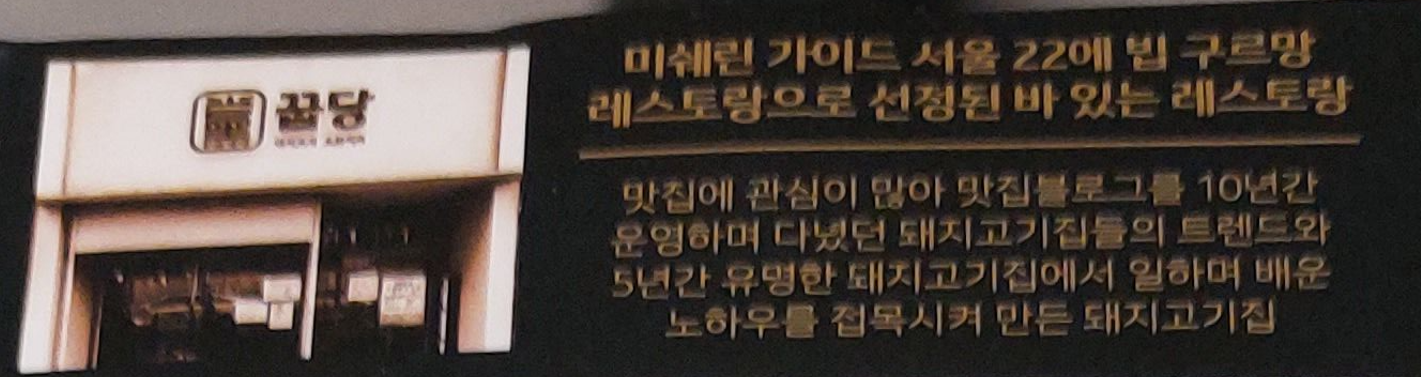 꿉당
미쉐린 가이드 서울 22에 빕 구르망
레스토랑으로 선정된 바 있는 레스토랑
맛집에 관심이 많아 맛집블로그를 10년간
운영하며 다녔던 돼지고기집들의 트렌드와
5년간 유명한 돼지고기집에서 일하며 배운
노하우를 접목시켜 만든 돼지고기집